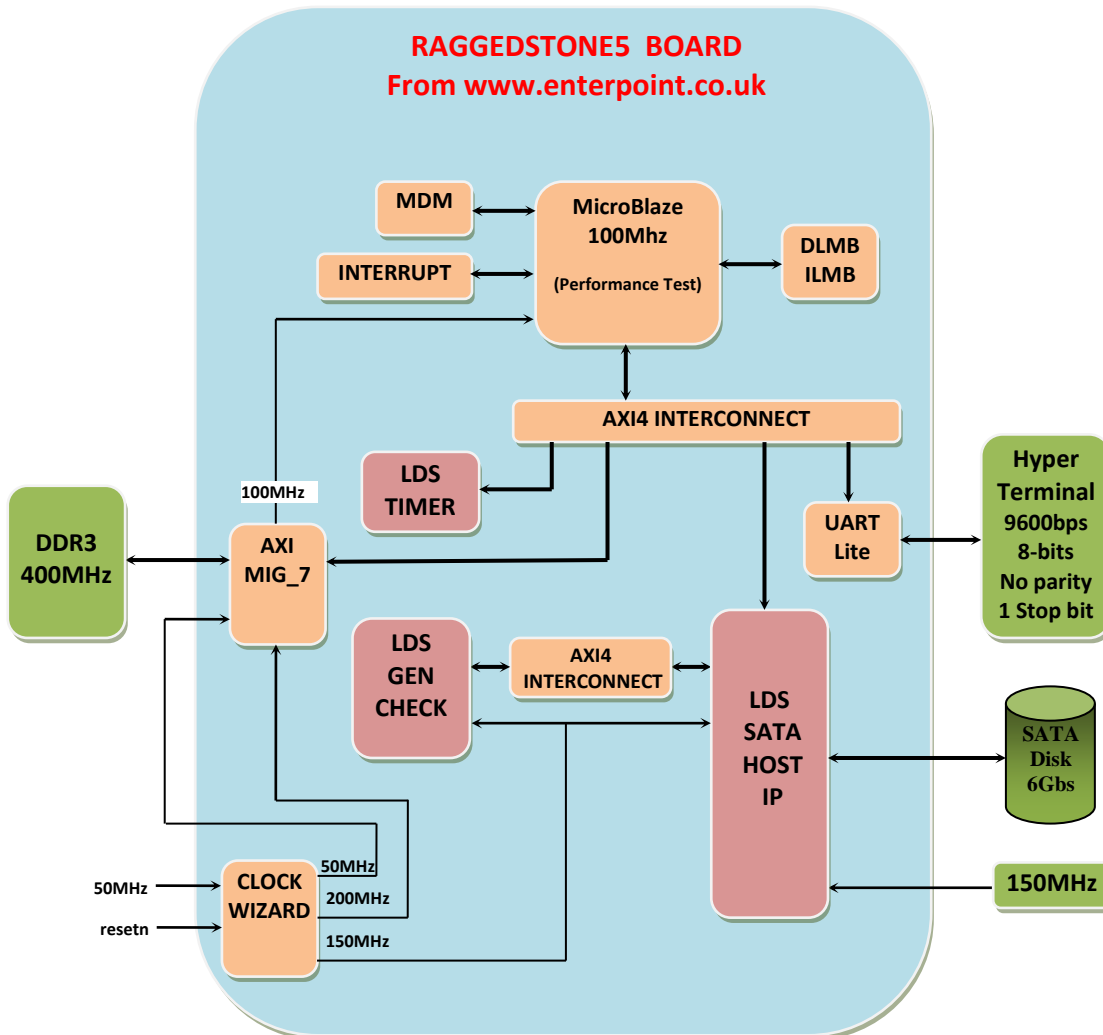 RAGGEDSTONE5 BOARD
From www.enterpoint.co.uk
MDM
MicroBlaze
100Mhz
(Performance Test)
INTERRUPT
DLMB
ILMB
AXI4 INTERCONNECT
LDS
TIMER
100MHz
DDR3
400MHz
AXI
MIG_7
UART
Lite
Hyper
Terminal
9600bps
8-bits
No parity
1 Stop bit
LDS
GEN
CHECK
AXI4
INTERCONNECT
LDS
SATA
HOST
IP
SATA
Disk
6Gbs
50MHz
resetn
CLOCK
WIZARD
50MHz
200MHz
150MHz
150MHz